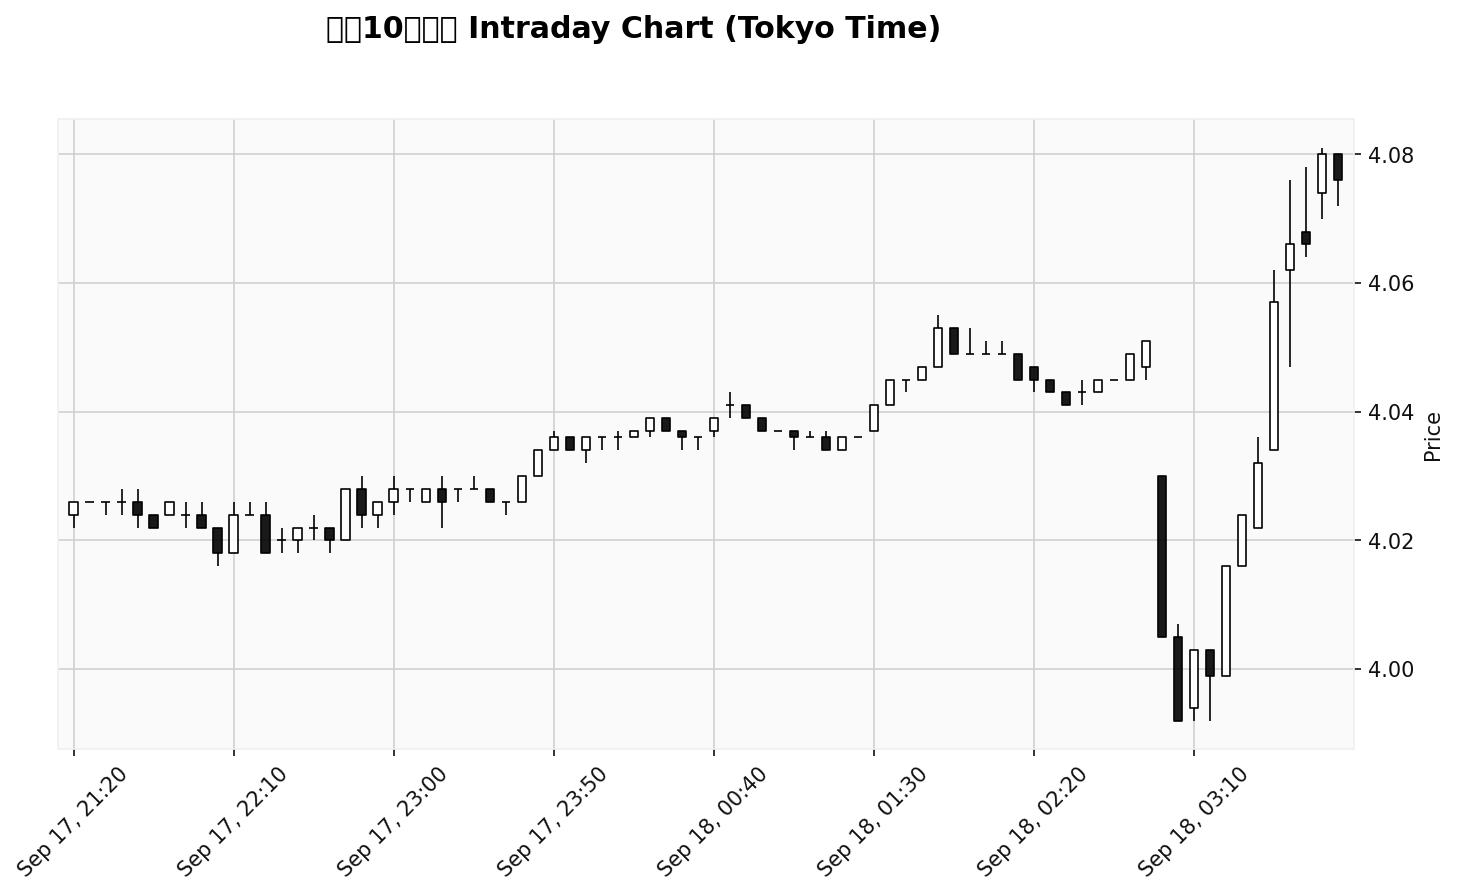 10 Intraday Chart (Tokyo Time)
4.08
4.06
4.04
4.02
4.00
Price
Sep 17, 21:20
Sep 17, 22:10
Sep 17, 23:00
Sep 17, 23:50
Sep 18, 00:40
Sep 18, 01:30
Sep 18, 02:20
Sep 18, 03:10